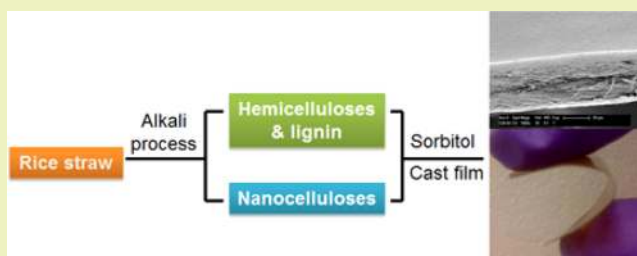 Alkali
process
Rice straw
Hemicelluloses
& lignin
Nanocelluloses
Sorbitol
Cast film